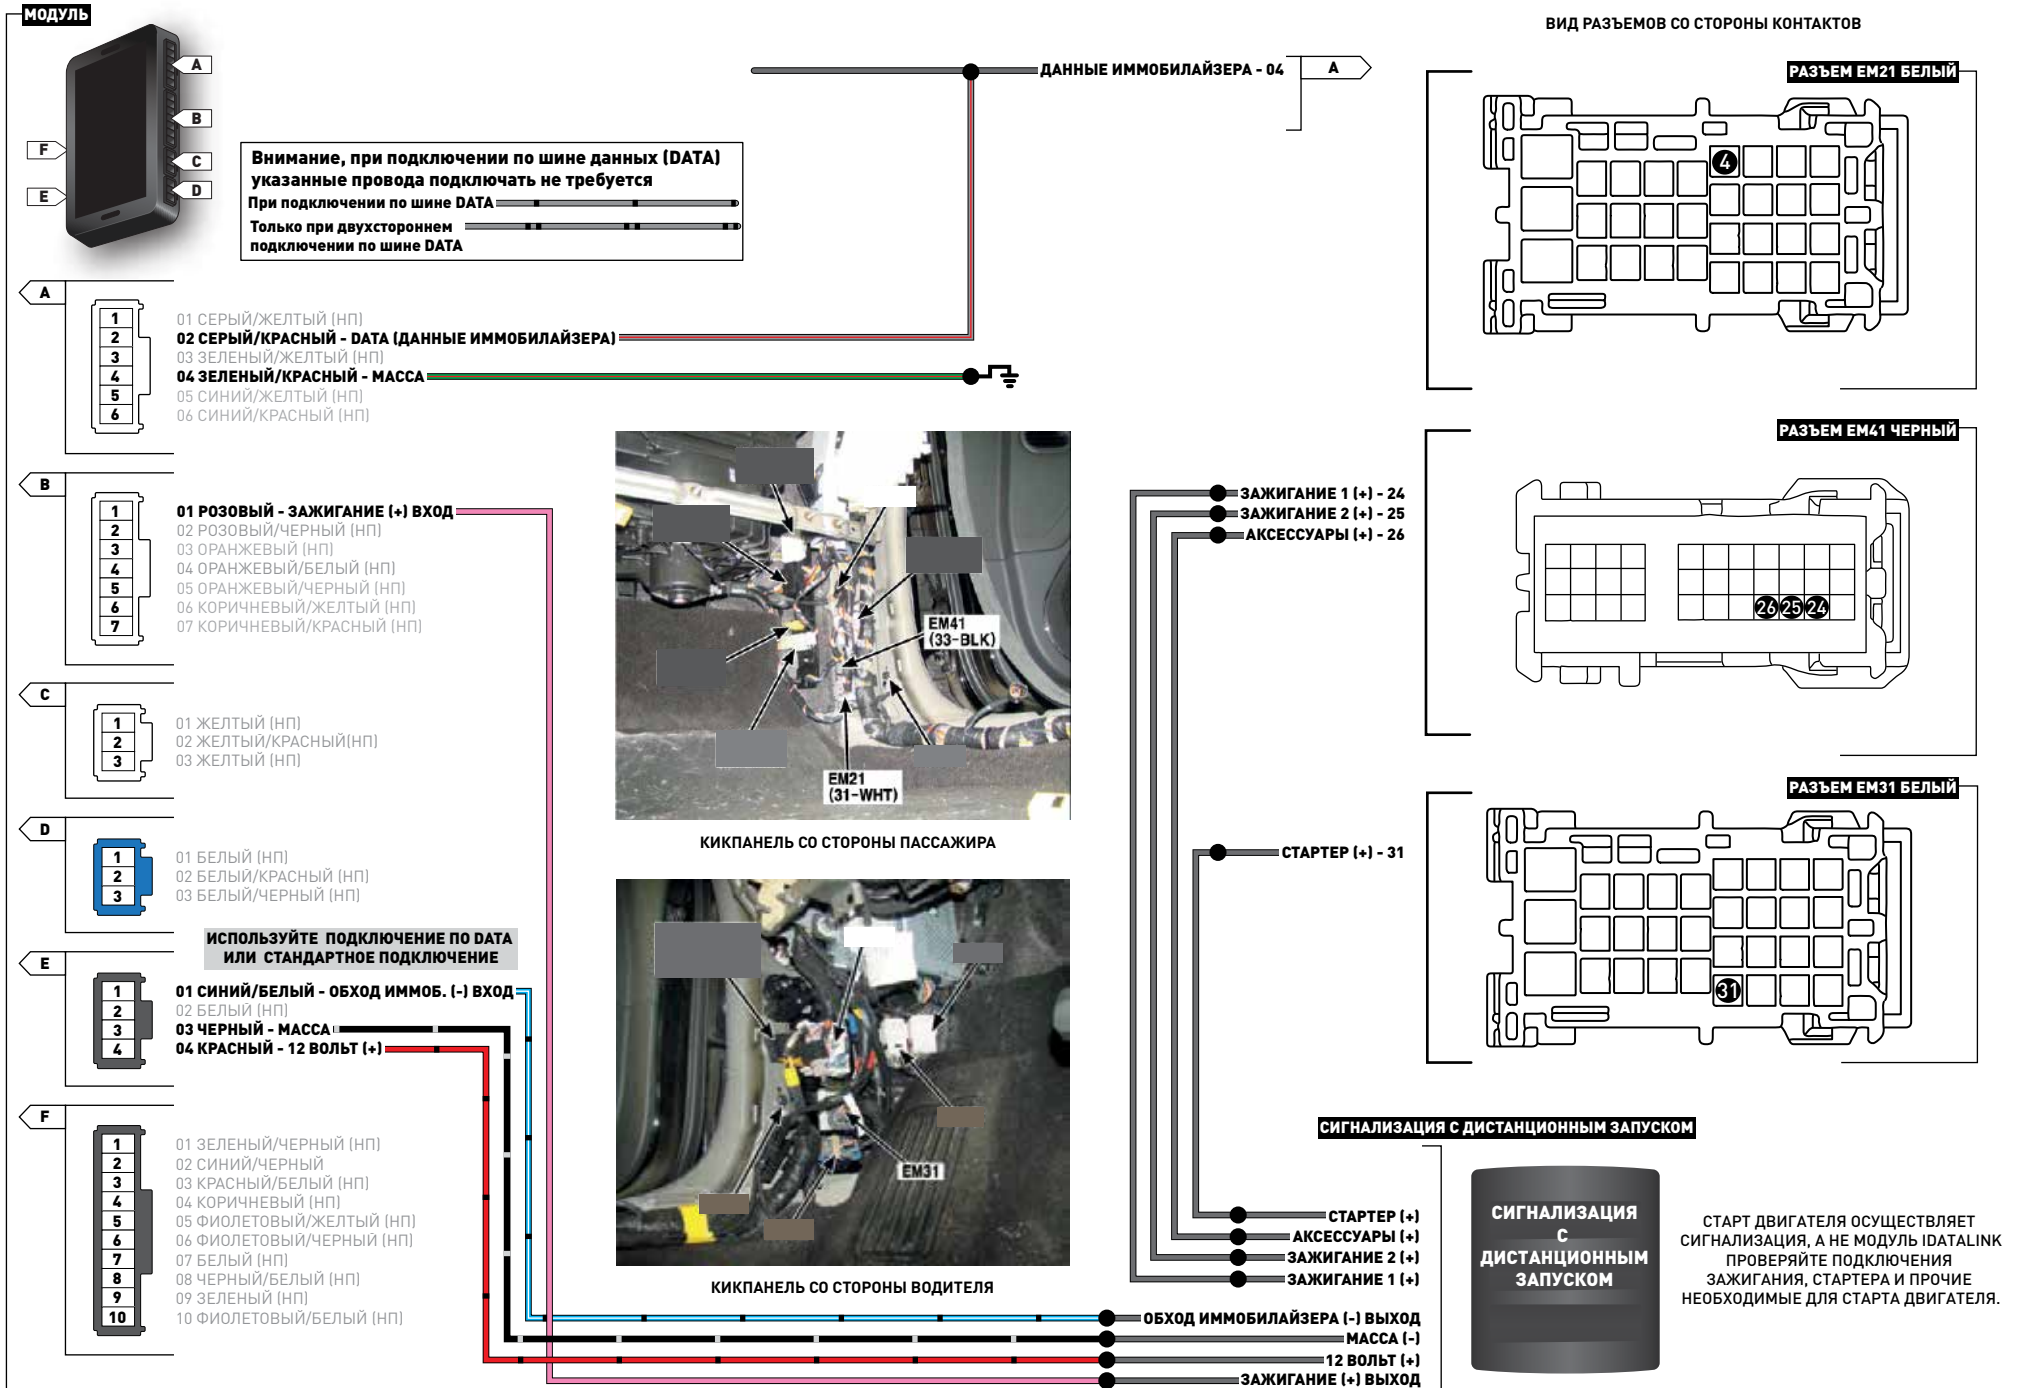 МОДУЛЬ
A
B
C
D
F
E
Внимание, при подключении по шине данных (DATA)
указанные провода подключать не требуется
При подключении по шине DATA
Только при двухстороннем
подключении по шине DATA
ДАННЫЕ ИММОБИЛАЙЗЕРА - 04
A
ВИД РАЗЪЕМОВ СО СТОРОНЫ КОНТАКТОВ
РАЗЪЕМ EM21 БЕЛЫЙ
4
A
1
2
3
4
5
6
01 СЕРЫЙ/ЖЕЛТЫЙ (НП)
02 СЕРЫЙ/КРАСНЫЙ - DATA (ДАННЫЕ ИММОБИЛАЙЗЕРА)
03 ЗЕЛЕНЫЙ/ЖЕЛТЫЙ (НП)
04 ЗЕЛЕНЫЙ/КРАСНЫЙ - МАССА
05 СИНИЙ/ЖЕЛТЫЙ (НП)
06 СИНИЙ/КРАСНЫЙ (НП)
B
1
2
3
4
5
6
7
01 РОЗОВЫЙ - ЗАЖИГАНИЕ (+) ВХОД
02 РОЗОВЫЙ/ЧЕРНЫЙ (НП)
03 ОРАНЖЕВЫЙ (НП)
04 ОРАНЖЕВЫЙ/БЕЛЫЙ (НП)
05 ОРАНЖЕВЫЙ/ЧЕРНЫЙ (НП)
06 КОРИЧНЕВЫЙ/ЖЕЛТЫЙ (НП)
07 КОРИЧНЕВЫЙ/КРАСНЫЙ (НП)
C
1
2
3
01 ЖЕЛТЫЙ (НП)
02 ЖЕЛТЫЙ/КРАСНЫЙ(НП)
03 ЖЕЛТЫЙ (НП)
D
1
2
3
01 БЕЛЫЙ (НП)
02 БЕЛЫЙ/КРАСНЫЙ (НП)
03 БЕЛЫЙ/ЧЕРНЫЙ (НП)
ИСПОЛЬЗУЙТЕ ПОДКЛЮЧЕНИЕ ПО DATA
ИЛИ СТАНДАРТНОЕ ПОДКЛЮЧЕНИЕ
E
1
2
3
4
01 СИНИЙ/БЕЛЫЙ - ОБХОД ИММОБ. (-) ВХОД
02 БЕЛЫЙ (НП)
03 ЧЕРНЫЙ - МАССА
04 КРАСНЫЙ - 12 ВОЛЬТ (+)
F
1
2
3
4
5
6
7
8
9
10
01 ЗЕЛЕНЫЙ/ЧЕРНЫЙ (НП)
02 СИНИЙ/ЧЕРНЫЙ
03 КРАСНЫЙ/БЕЛЫЙ (НП)
04 КОРИЧНЕВЫЙ (НП)
05 ФИОЛЕТОВЫЙ/ЖЕЛТЫЙ (НП)
06 ФИОЛЕТОВЫЙ/ЧЕРНЫЙ (НП)
07 БЕЛЫЙ (НП)
08 ЧЕРНЫЙ/БЕЛЫЙ (НП)
09 ЗЕЛЕНЫЙ (НП)
10 ФИОЛЕТОВЫЙ/БЕЛЫЙ (НП)
EM41
(33-BLK)
EM21
(31-WHT)
КИКПАНЕЛЬ СО СТОРОНЫ ПАССАЖИРА
EM31
КИКПАНЕЛЬ СО СТОРОНЫ ВОДИТЕЛЯ
ЗАЖИГАНИЕ 1 (+) - 24
ЗАЖИГАНИЕ 2 (+) - 25
АКСЕССУАРЫ (+) - 26
РАЗЪЕМ EM41 ЧЕРНЫЙ
26 25 24
СТАРТЕР (+) - 31
РАЗЪЕМ EM31 БЕЛЫЙ
31
СИГНАЛИЗАЦИЯ С ДИСТАНЦИОННЫМ ЗАПУСКОМ
СТАРТЕР (+)
АКСЕССУАРЫ (+)
ЗАЖИГАНИЕ 2 (+)
ЗАЖИГАНИЕ 1 (+)
ОБХОД ИММОБИЛАЙЗЕРА (-) ВЫХОД
МАССА (-)
12 ВОЛЬТ (+)
ЗАЖИГАНИЕ (+) ВЫХОД
СИГНАЛИЗАЦИЯ
С
ДИСТАНЦИОННЫМ
ЗАПУСКОМ
СТАРТ ДВИГАТЕЛЯ ОСУЩЕСТВЛЯЕТ
СИГНАЛИЗАЦИЯ, А НЕ МОДУЛЬ IDATALINK
ПРОВЕРЯЙТЕ ПОДКЛЮЧЕНИЯ
ЗАЖИГАНИЯ, СТАРТЕРА И ПРОЧИЕ
НЕОБХОДИМЫЕ ДЛЯ СТАРТА ДВИГАТЕЛЯ.